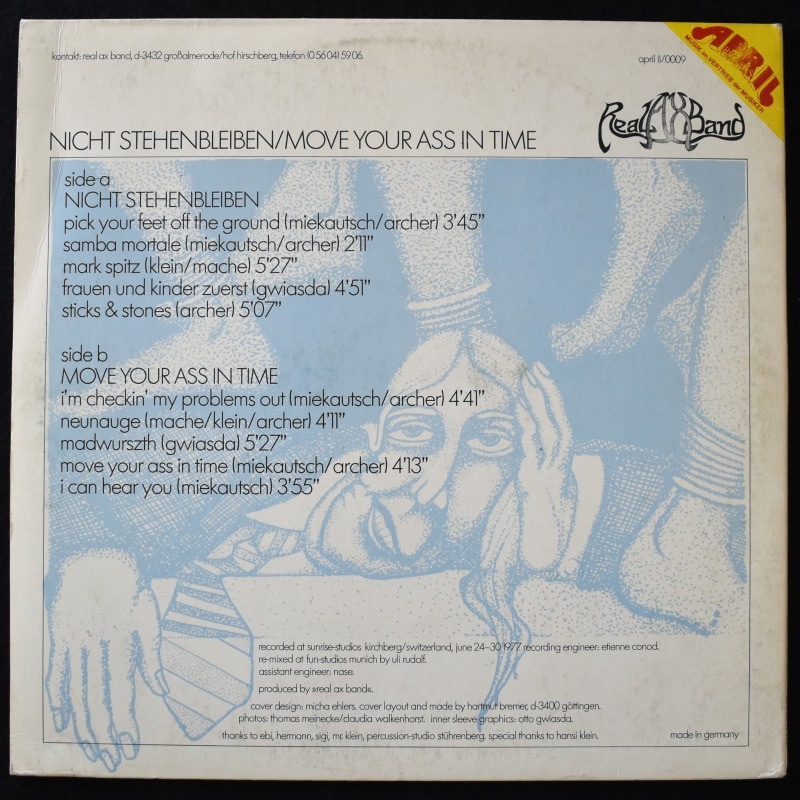 kontakt: real ax band, d-3432 großalmerode/hof hirschberg, telefon (0 56 04) 59 06.
april II/0009
APRIL
MUSIK im VERTRIEB der MUSIKER
Real Ax Band
NICHT STEHENBLEIBEN/MOVE YOUR ASS IN TIME
side a
NICHT STEHENBLEIBEN
pick your feet off the ground (miekautsch/archer) 3'45”
samba mortale (miekautsch/archer) 2'11”
mark spitz (klein/mache) 5'27”
frauen und kinder zuerst (gwiasda) 4'51”
sticks & stones (archer) 5'07”
side b
MOVE YOUR ASS IN TIME
i'm checkin' my problems out (miekautsch/archer) 4'41”
neunauge (mache/klein/archer) 4'11”
madwurszth (gwiasda) 5'27”
move your ass in time (miekautsch/archer) 4'13”
i can hear you (miekautsch) 3'55”
recorded at sunrise-studios kirchberg/switzerland, june 24–30 1977. recording engineer: etienne conod.
re-mixed at fun-studios munich by uli rudolf.
assistant engineer: nase.
produced by »real ax band«.
cover design: micha ehlers. cover layout and made by hartmut bremer, d-3400 göttingen.
photos: thomas meinecke/claudia walkenhorst. inner sleeve graphics: otto gwiasda.
thanks to ebi, hermann, sigi, mr. klein, percussion-studio stührenberg. special thanks to hansi klein.
made in germany